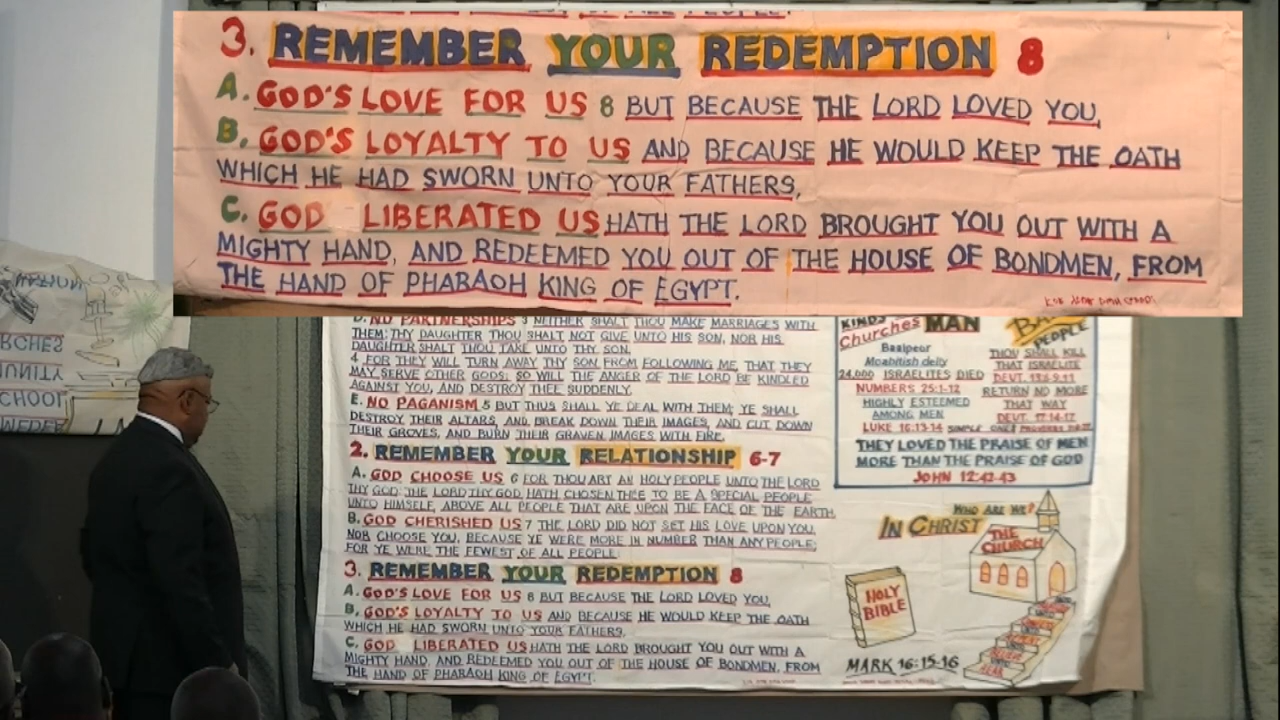 3. REMEMBER YOUR REDEMPTION 8
A. GOD'S LOVE FOR US 8 BUT BECAUSE THE LORD LOVED YOU,
B. GOD'S LOYALTY TO US AND BECAUSE HE WOULD KEEP THE OATH
WHICH HE HAD SWORN UNTO YOUR FATHERS,
C. GOD LIBERATED US HATH THE LORD BROUGHT YOU OUT WITH A
MIGHTY HAND, AND REDEEMED YOU OUT OF THE HOUSE OF BONDMEN, FROM
THE HAND OF PHARAOH KING OF EGYPT.
D. NO PARTNERSHIPS 3 NEITHER SHALT THOU MAKE MARRIAGES WITH
THEM; THY DAUGHTER THOU SHALT NOT GIVE UNTO HIS SON, NOR HIS
DAUGHTER SHALT THOU TAKE UNTO THY SON.
4 FOR THEY WILL TURN AWAY THY SON FROM FOLLOWING ME, THAT THEY
MAY SERVE OTHER GODS: SO WILL THE ANGER OF THE LORD BE KINDLED
AGAINST YOU, AND DESTROY THEE SUDDENLY.
E. NO PAGANISM 5 BUT THUS SHALL YE DEAL WITH THEM; YE SHALL
DESTROY THEIR ALTARS, AND BREAK DOWN THEIR IMAGES, AND CUT DOWN
THEIR GROVES, AND BURN THEIR GRAVEN IMAGES WITH FIRE.
2. REMEMBER YOUR RELATIONSHIP 6-7
A. GOD CHOOSE US 6 FOR THOU ART AN HOLY PEOPLE UNTO THE LORD
THY GOD: THE LORD THY GOD HATH CHOSEN THEE TO BE A SPECIAL PEOPLE
UNTO HIMSELF, ABOVE ALL PEOPLE THAT ARE UPON THE FACE OF THE EARTH.
B. GOD CHERISHED US 7 THE LORD DID NOT SET HIS LOVE UPON YOU,
NOR CHOOSE YOU, BECAUSE YE WERE MORE IN NUMBER THAN ANY PEOPLE;
FOR YE WERE THE FEWEST OF ALL PEOPLE:
3. REMEMBER YOUR REDEMPTION 8
A. GOD'S LOVE FOR US 8 BUT BECAUSE THE LORD LOVED YOU,
B. GOD'S LOYALTY TO US AND BECAUSE HE WOULD KEEP THE OATH
WHICH HE HAD SWORN UNTO YOUR FATHERS,
C. GOD LIBERATED US HATH THE LORD BROUGHT YOU OUT WITH A
MIGHTY HAND, AND REDEEMED YOU OUT OF THE HOUSE OF BONDMEN, FROM
THE HAND OF PHARAOH KING OF EGYPT.
KINDS MAN
Churches
Baalpeor
Moabitish deity
24,000 ISRAELITES DIED
NUMBERS 25:1-12
HIGHLY ESTEEMED
AMONG MEN
LUKE 16:13-14
PEOPLE
THOU SHALL KILL
THAT ISRAELITE
DEUT. 13:6-9,11
RETURN NO MORE
THAT WAY
DEUT. 17:14-17
THEY LOVED THE PRAISE OF MEN
MORE THAN THE PRAISE OF GOD
JOHN 12:42-43
WHO ARE WE?
IN CHRIST
THE
CHURCH
HOLY
BIBLE
MARK 16:15-16